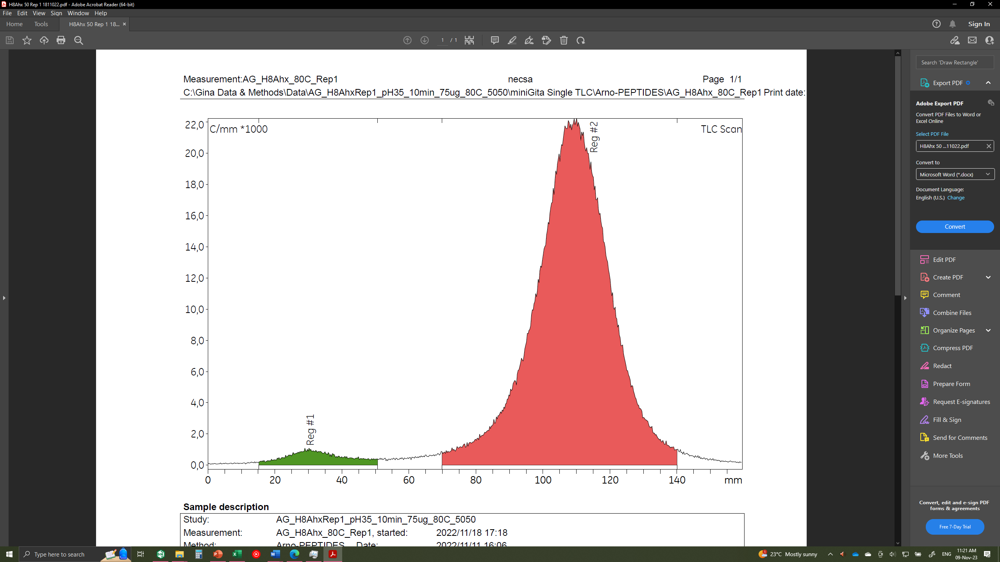 H8Ahx 50 Rep 1 1811022.pdf - Adobe Acrobat Reader (64-bit)
File Edit View Sign Window Help
Home Tools H8Ahx 50 Rep 1 18... × Sign In
1 / 1
Measurement:AG_H8Ahx_80C_Rep1 necsa Page 1/1
C:\Gina Data & Methods\Data\AG_H8AhxRep1_pH35_10min_75ug_80C_5050\miniGita Single TLC\Arno-PEPTIDES\AG_H8Ahx_80C_Rep1 Print date:
C/mm *1000
TLC Scan
22,0
20,0
18,0
16,0
14,0
12,0
10,0
8,0
6,0
4,0
2,0
0,0
Reg #1
Reg #2
0 20 40 60 80 100 120 140 mm
Sample description
Study: AG_H8AhxRep1_pH35_10min_75ug_80C_5050
Measurement: AG_H8Ahx_80C_Rep1, started: 2022/11/18 17:18
Method: Arno-PEPTIDES Date: 2022/11/11 16:06
Search 'Draw Rectangle'
Export PDF
Adobe Export PDF
Convert PDF Files to Word or
Excel Online
Select PDF File
H8Ahx 50 ...11022.pdf
Convert to
Microsoft Word (*.docx)
Document Language:
English (U.S.) Change
Convert
Edit PDF
Create PDF
Comment
Combine Files
Organize Pages
Compress PDF
Redact
Prepare Form
Request E-signatures
Fill & Sign
Send for Comments
More Tools
Convert, edit and e-sign PDF
forms & agreements
Free 7-Day Trial
Type here to search
23°C Mostly sunny
ENG
11:21 AM
09-Nov-23